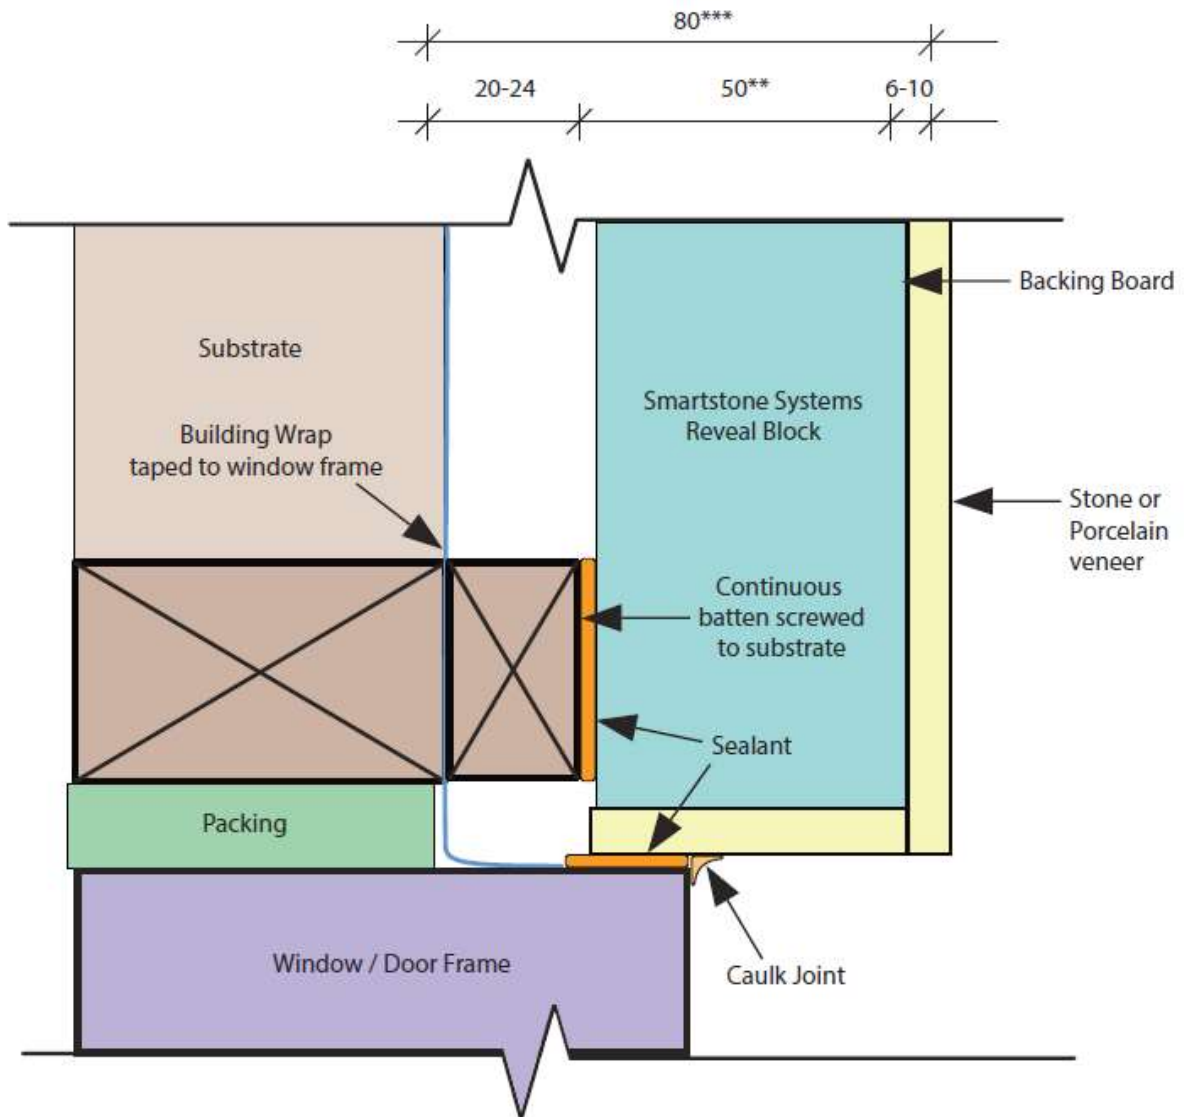 80***
20-24
50**
6-10
Backing Board
Substrate
Smartstone Systems
Reveal Block
Building Wrap
taped to window frame
Stone or
Porcelain
veneer
Continuous
batten screwed
to substrate
Sealant
Packing
Window / Door Frame
Caulk Joint